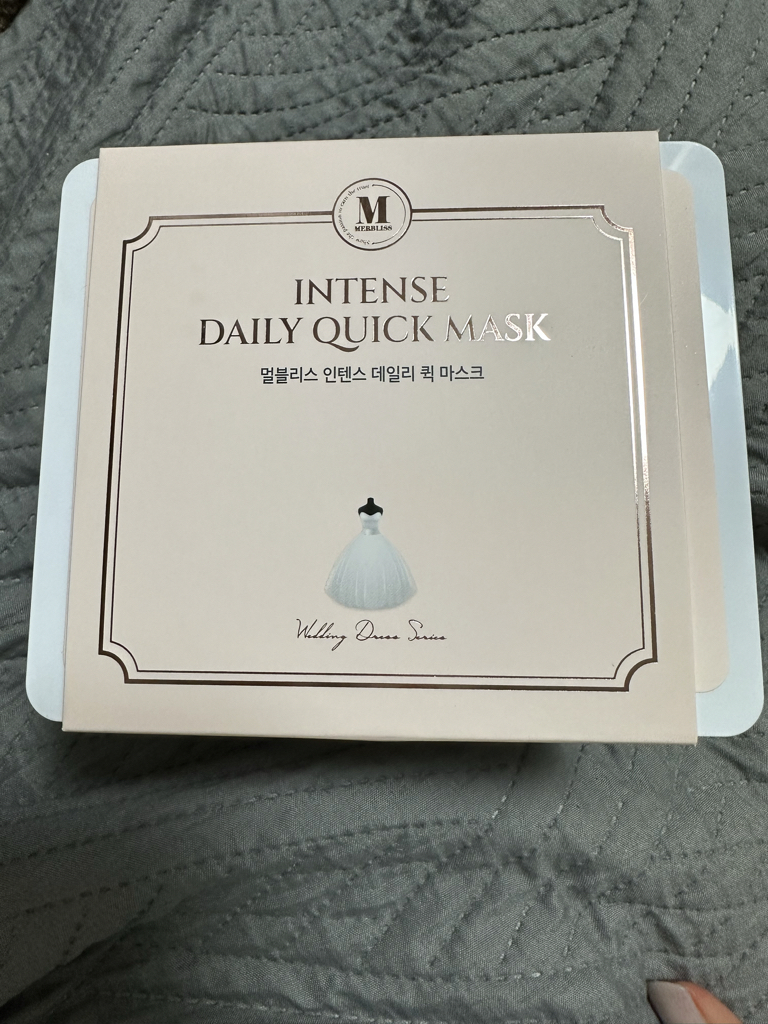 M
MERBLISS
INTENSE
DAILY QUICK MASK
멀블리스 인텐스 데일리 퀵 마스크
Wedding Dress Series